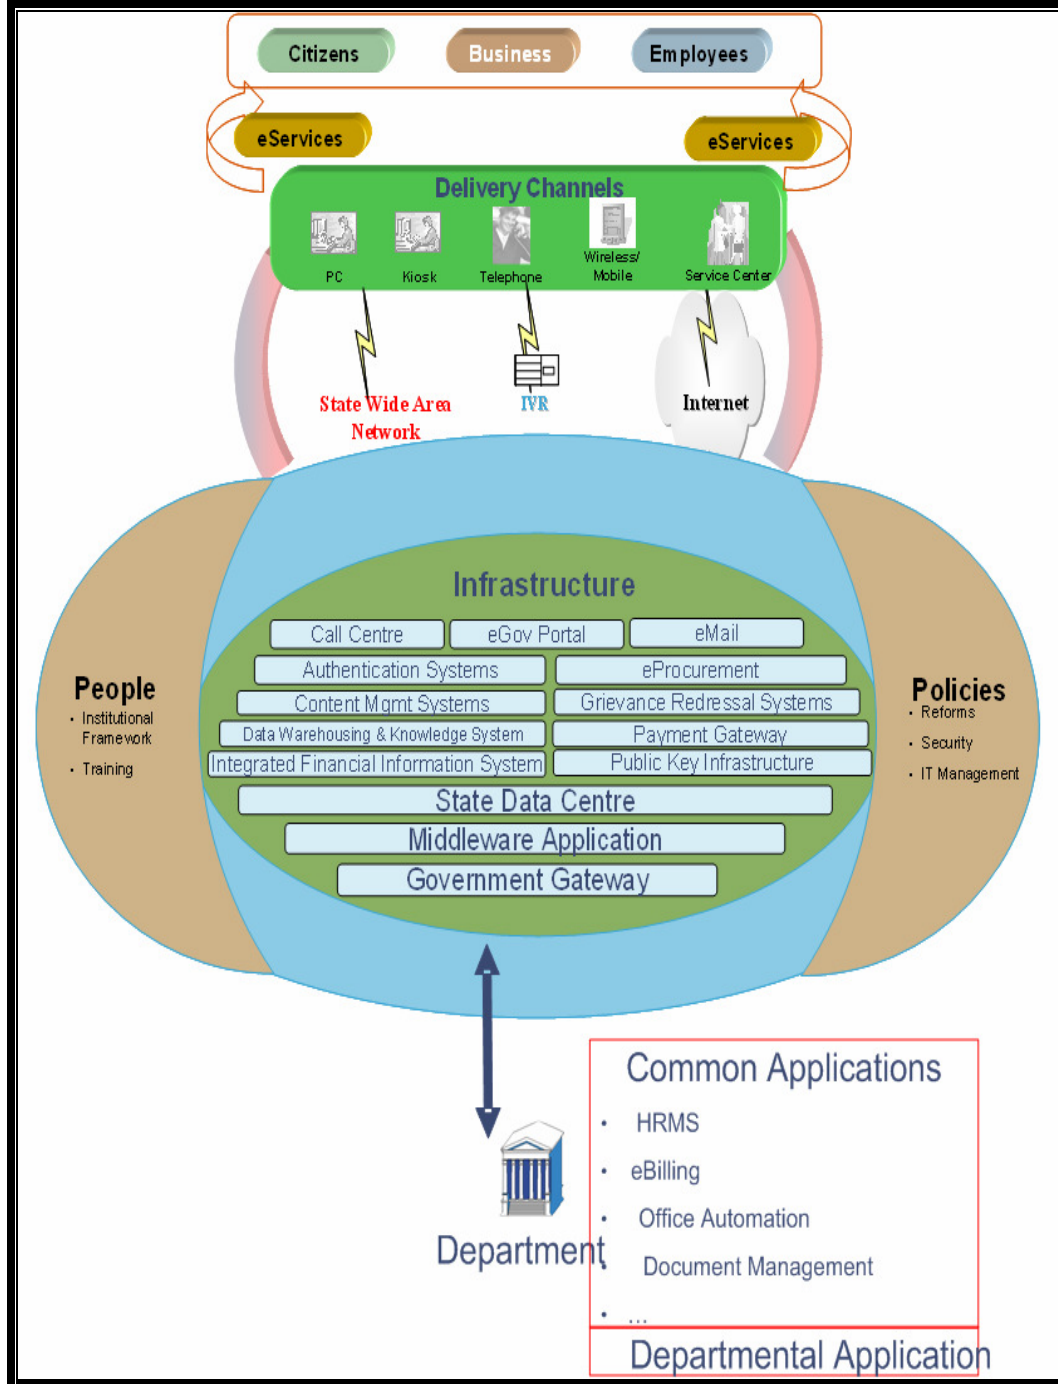 Citizens
Business
Employees
eServices
eServices
Delivery Channels
PC
Kiosk
Telephone
Wireless/
Mobile
Service Center
State Wide Area
Network
IVR
Internet
Infrastructure
Call Centre
eGov Portal
eMail
Authentication Systems
eProcurement
Content Mgmt Systems
Grievance Redressal Systems
Data Warehousing & Knowledge System
Payment Gateway
Integrated Financial Information System
Public Key Infrastructure
State Data Centre
Middleware Application
Government Gateway
People
• Institutional
Framework
• Training
Policies
• Reforms
• Security
• IT Management
Department
Common Applications
• HRMS
• eBilling
• Office Automation
• Document Management
• ...
Departmental Application